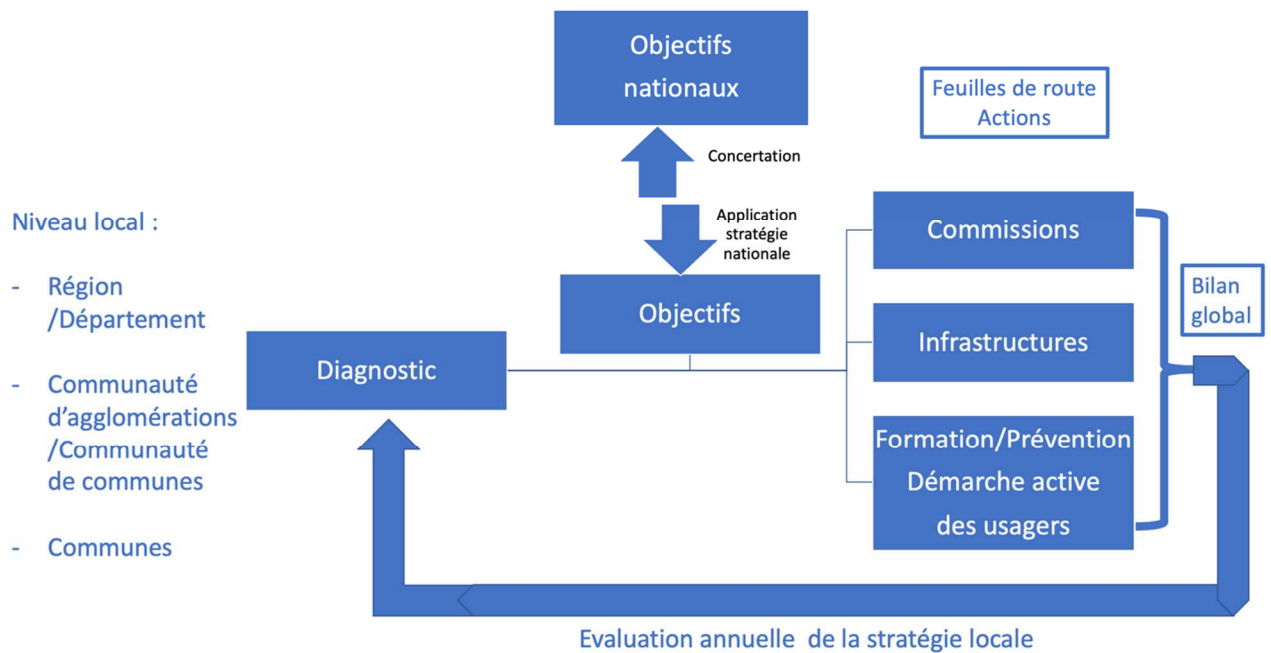 Objectifs
nationaux
Feuilles de route
Actions
Concertation
Application
stratégie
nationale
Niveau local :
- Région
/Département
- Communauté
d'agglomérations
/Communauté
de communes
- Communes
Diagnostic
Objectifs
Commissions
Infrastructures
Formation/Prévention
Démarche active
des usagers
Bilan
global
Evaluation annuelle de la stratégie locale